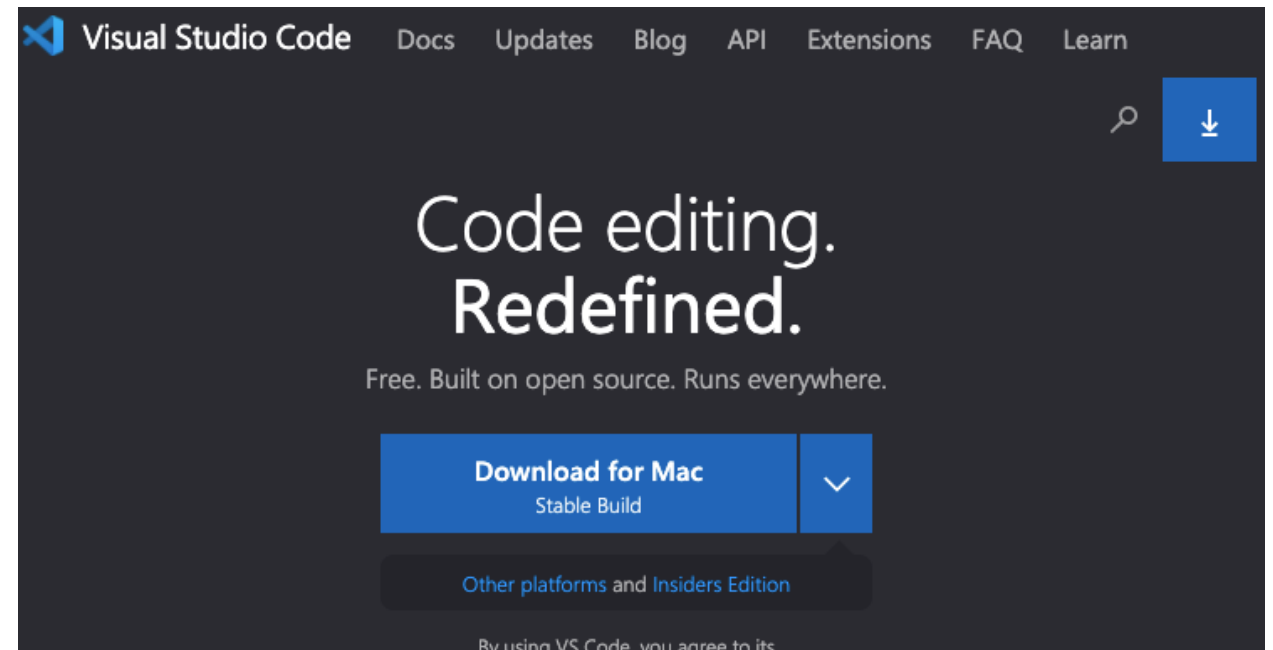 Visual Studio Code Docs Updates Blog API Extensions FAQ Learn
Code editing.
Redefined.
Free. Built on open source. Runs everywhere.
Download for Mac
Stable Build
Other platforms and Insiders Edition
By using VS Code, you agree to its